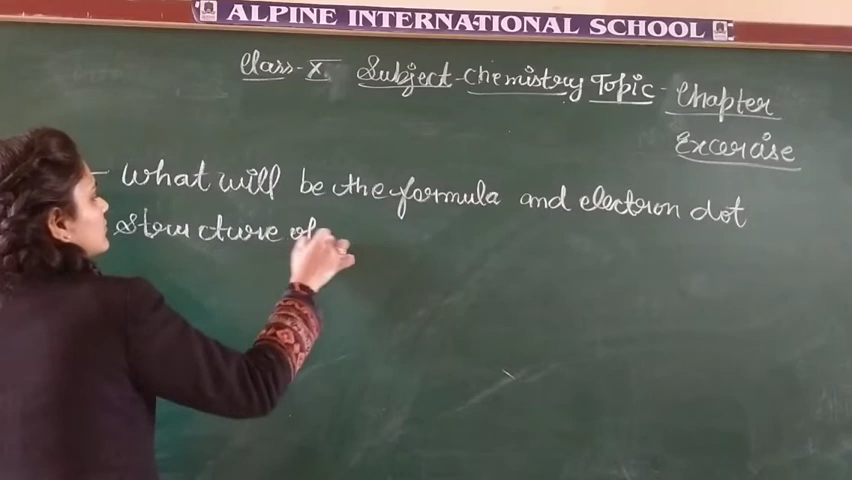 ALPINE INTERNATIONAL SCHOOL
Class-X Subject-Chemistry Topic-Chapter
Excercise
What will be the formula and electron dot
structure of